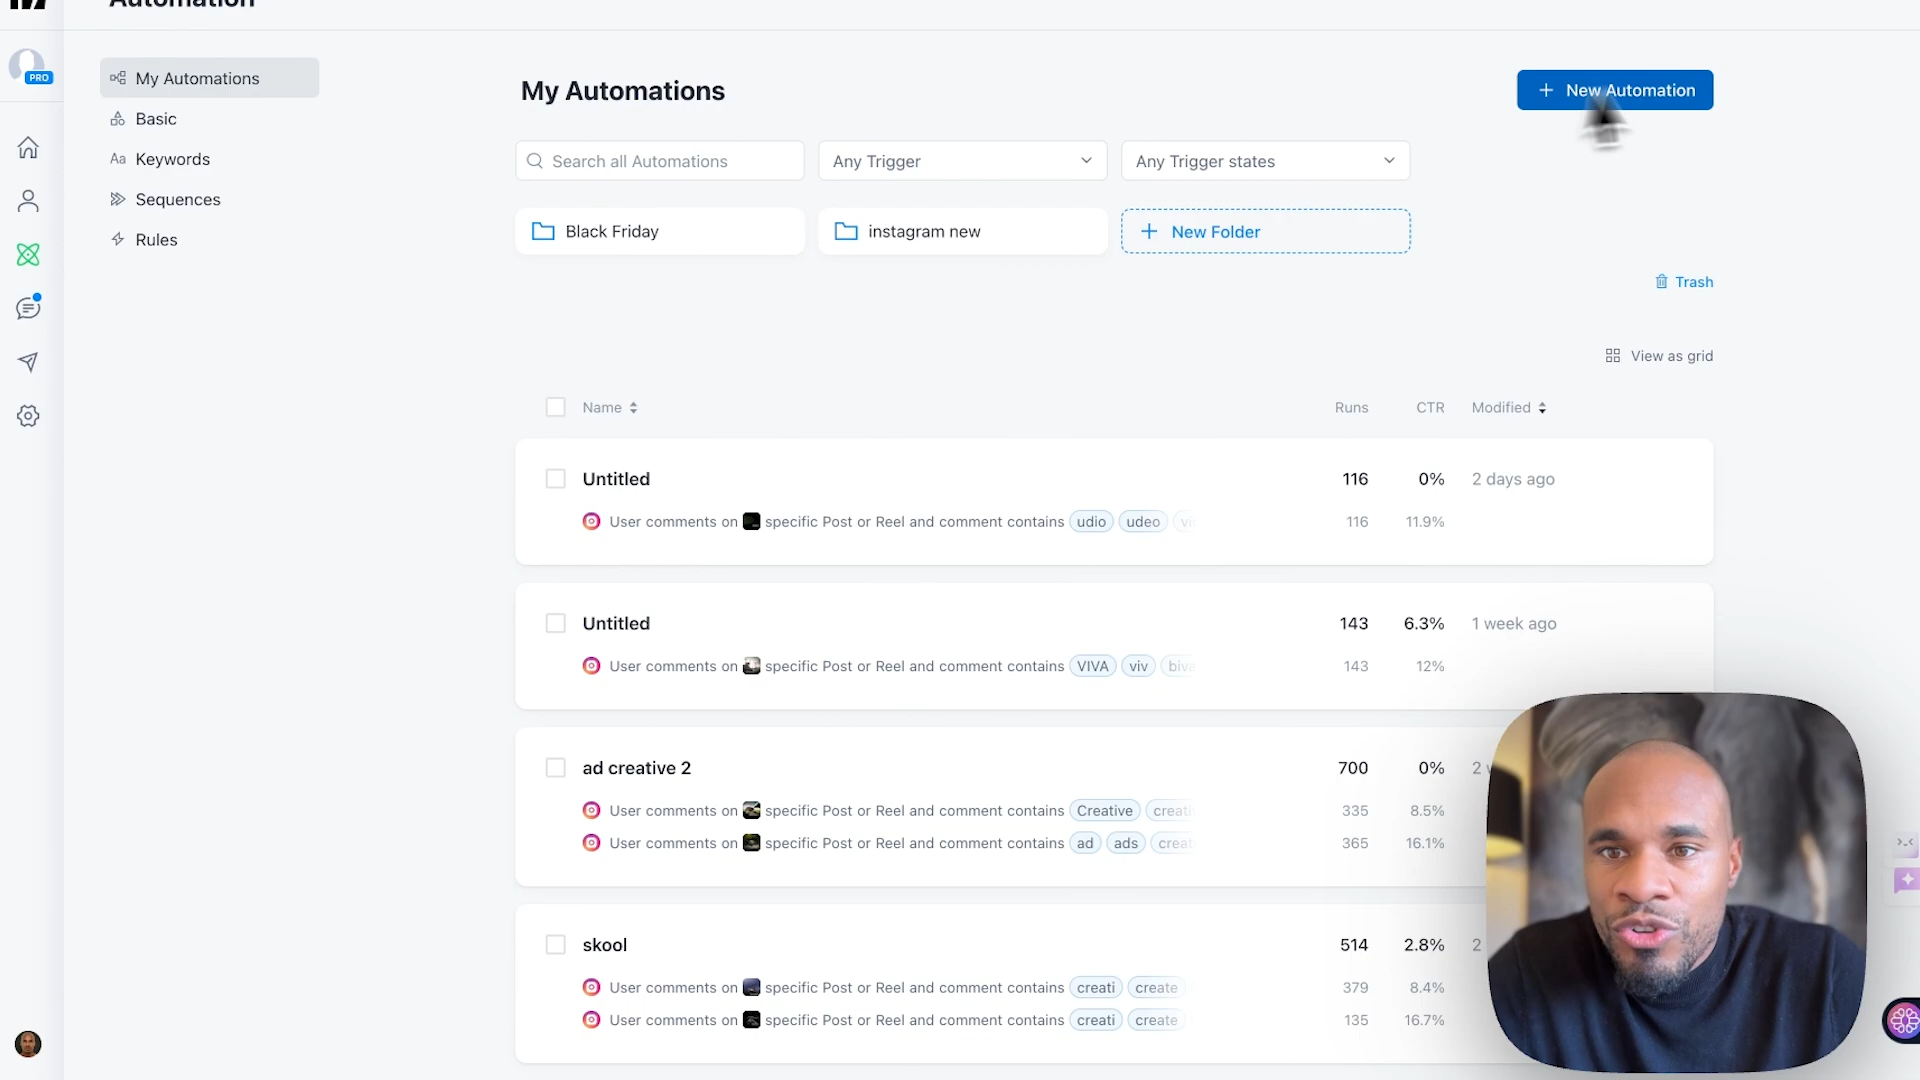 Automation
PRO
My Automations
Basic
Aa Keywords
Sequences
Rules
My Automations
+ New Automation
Search all Automations
Any Trigger
Any Trigger states
Black Friday
instagram new
+ New Folder
Trash
View as grid
Name Runs CTR Modified
Untitled 116 0% 2 days ago
User comments on specific Post or Reel and comment contains udio udeo 116 11.9%
Untitled 143 6.3% 1 week ago
User comments on specific Post or Reel and comment contains VIVA viv 143 12%
ad creative 2 700 0% 2
User comments on specific Post or Reel and comment contains Creative 335 8.5%
User comments on specific Post or Reel and comment contains ad ads 365 16.1%
skool 514 2.8% 2
User comments on specific Post or Reel and comment contains creati create 379 8.4%
User comments on specific Post or Reel and comment contains creati create 135 16.7%